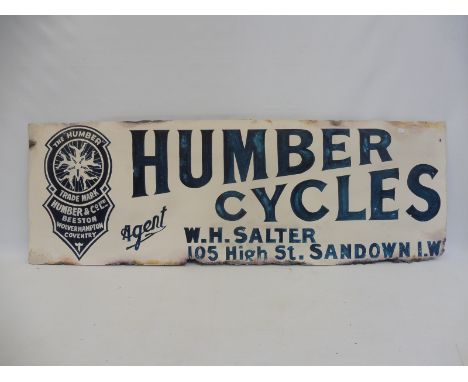 THE HUMBER
TRADE MARK
HUMBER & Co LTD
BEESTON
WOLVERHAMPTON
COVENTRY
HUMBER
CYCLES
Agent
W.H. SALTER
105 High St. SANDOWN I.W